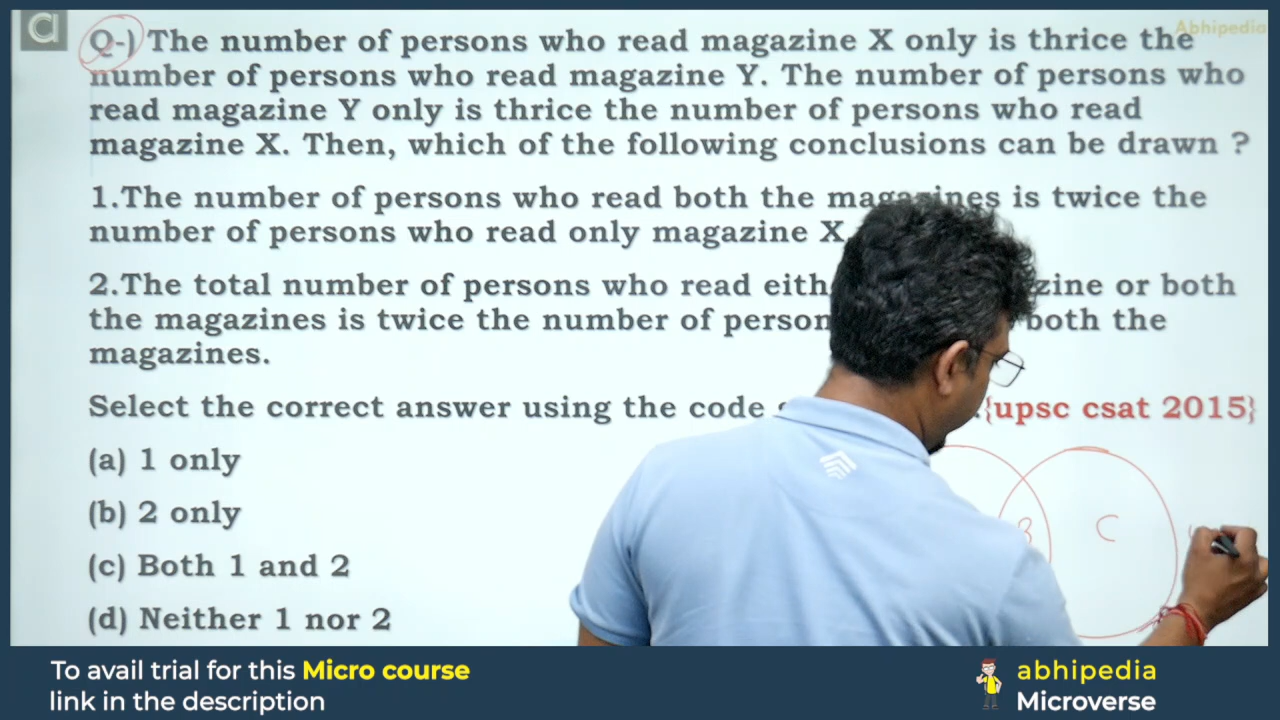 Abhipedia
Q-) The number of persons who read magazine X only is thrice the
number of persons who read magazine Y. The number of persons who
read magazine Y only is thrice the number of persons who read
magazine X. Then, which of the following conclusions can be drawn ?
1.The number of persons who read both the magazines is twice the
number of persons who read only magazine X
2.The total number of persons who read zine or both
the magazines is twice the number of both the
magazines.
Select the correct answer using the code {upsc csat 2015}
(a) 1 only
(b) 2 only
(c) Both 1 and 2
(d) Neither 1 nor 2
B C
To avail trial for this Micro course
link in the description
abhipedia
Microverse